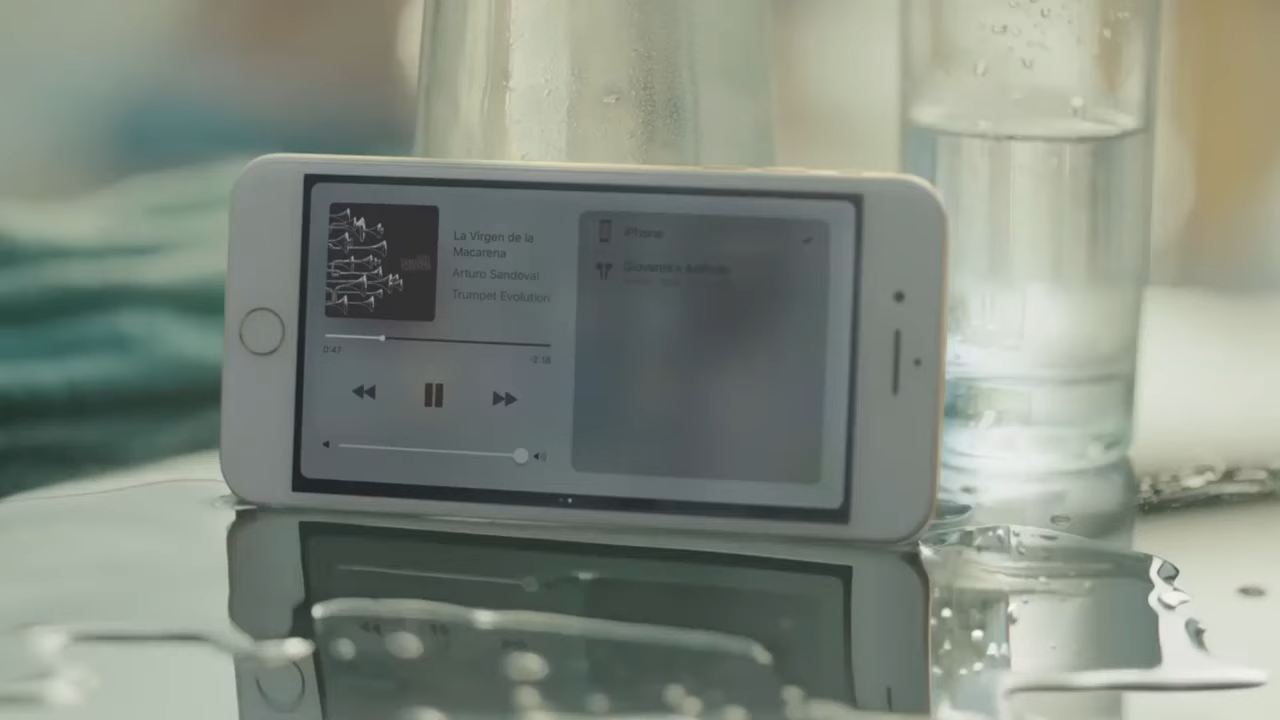 La Virgen de la
Macarena
Arturo Sandoval
Trumpet Evolution
0:47
-2:18
iPhone